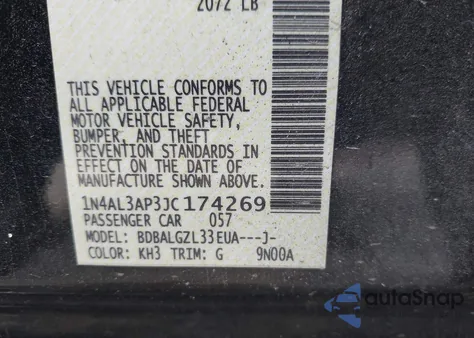 2072 LB
THIS VEHICLE CONFORMS TO
ALL APPLICABLE FEDERAL
MOTOR VEHICLE SAFETY,
BUMPER, AND THEFT
PREVENTION STANDARDS IN
EFFECT ON THE DATE OF
MANUFACTURE SHOWN ABOVE.
1N4AL3AP3JC174269
PASSENGER CAR 057
MODEL: BDBALGZL33EUA---J-
COLOR: KH3 TRIM: G 9N00A
autoSnap